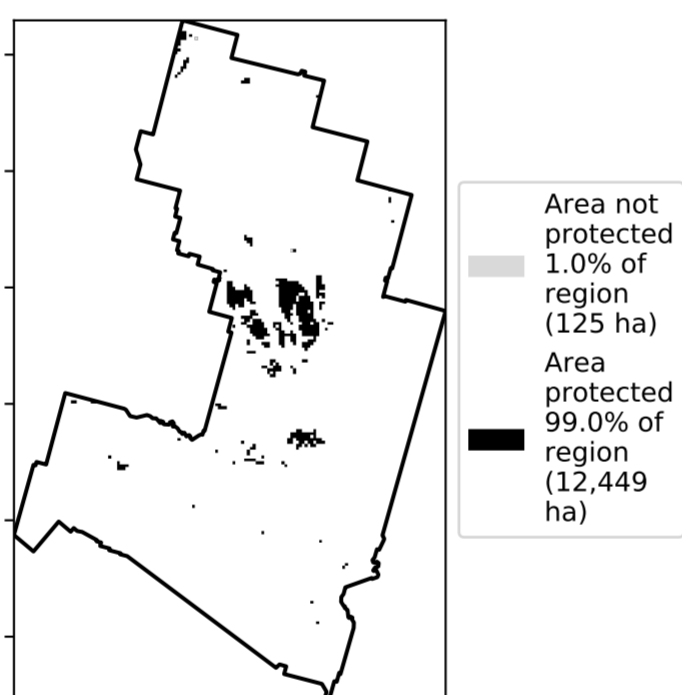 Area not
protected
1.0% of
region
(125 ha)
Area
protected
99.0% of
region
(12,449
ha)